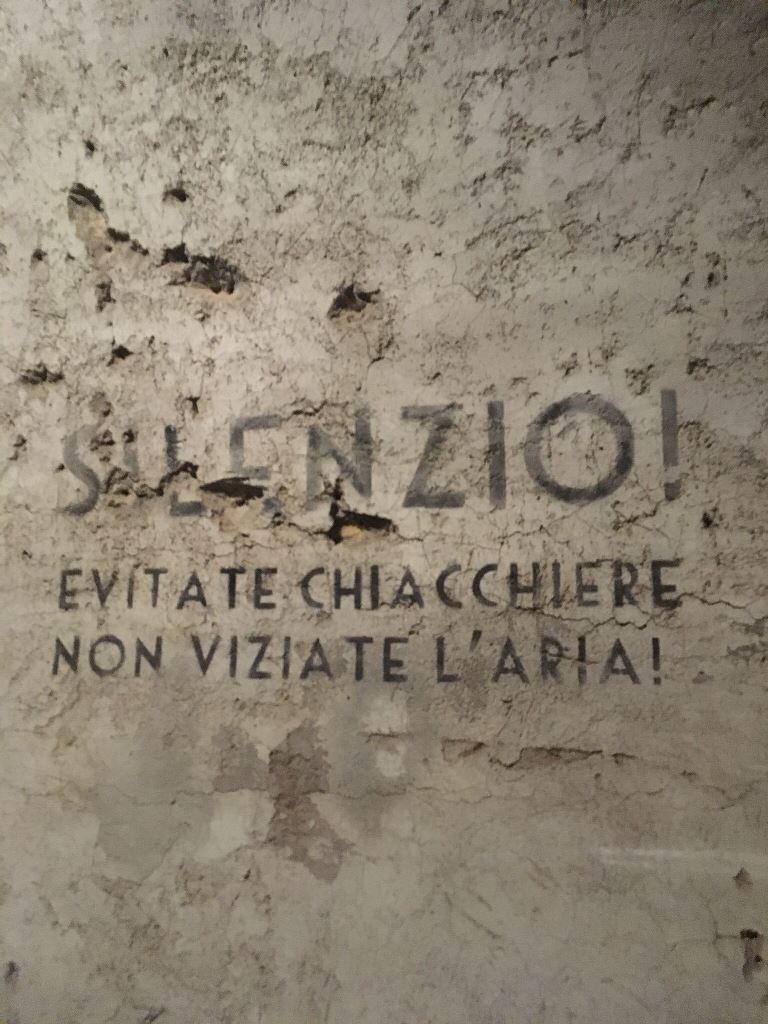 SILENZIO!
EVITATE CHIACCHIERE
NON VIZIATE L'ARIA!